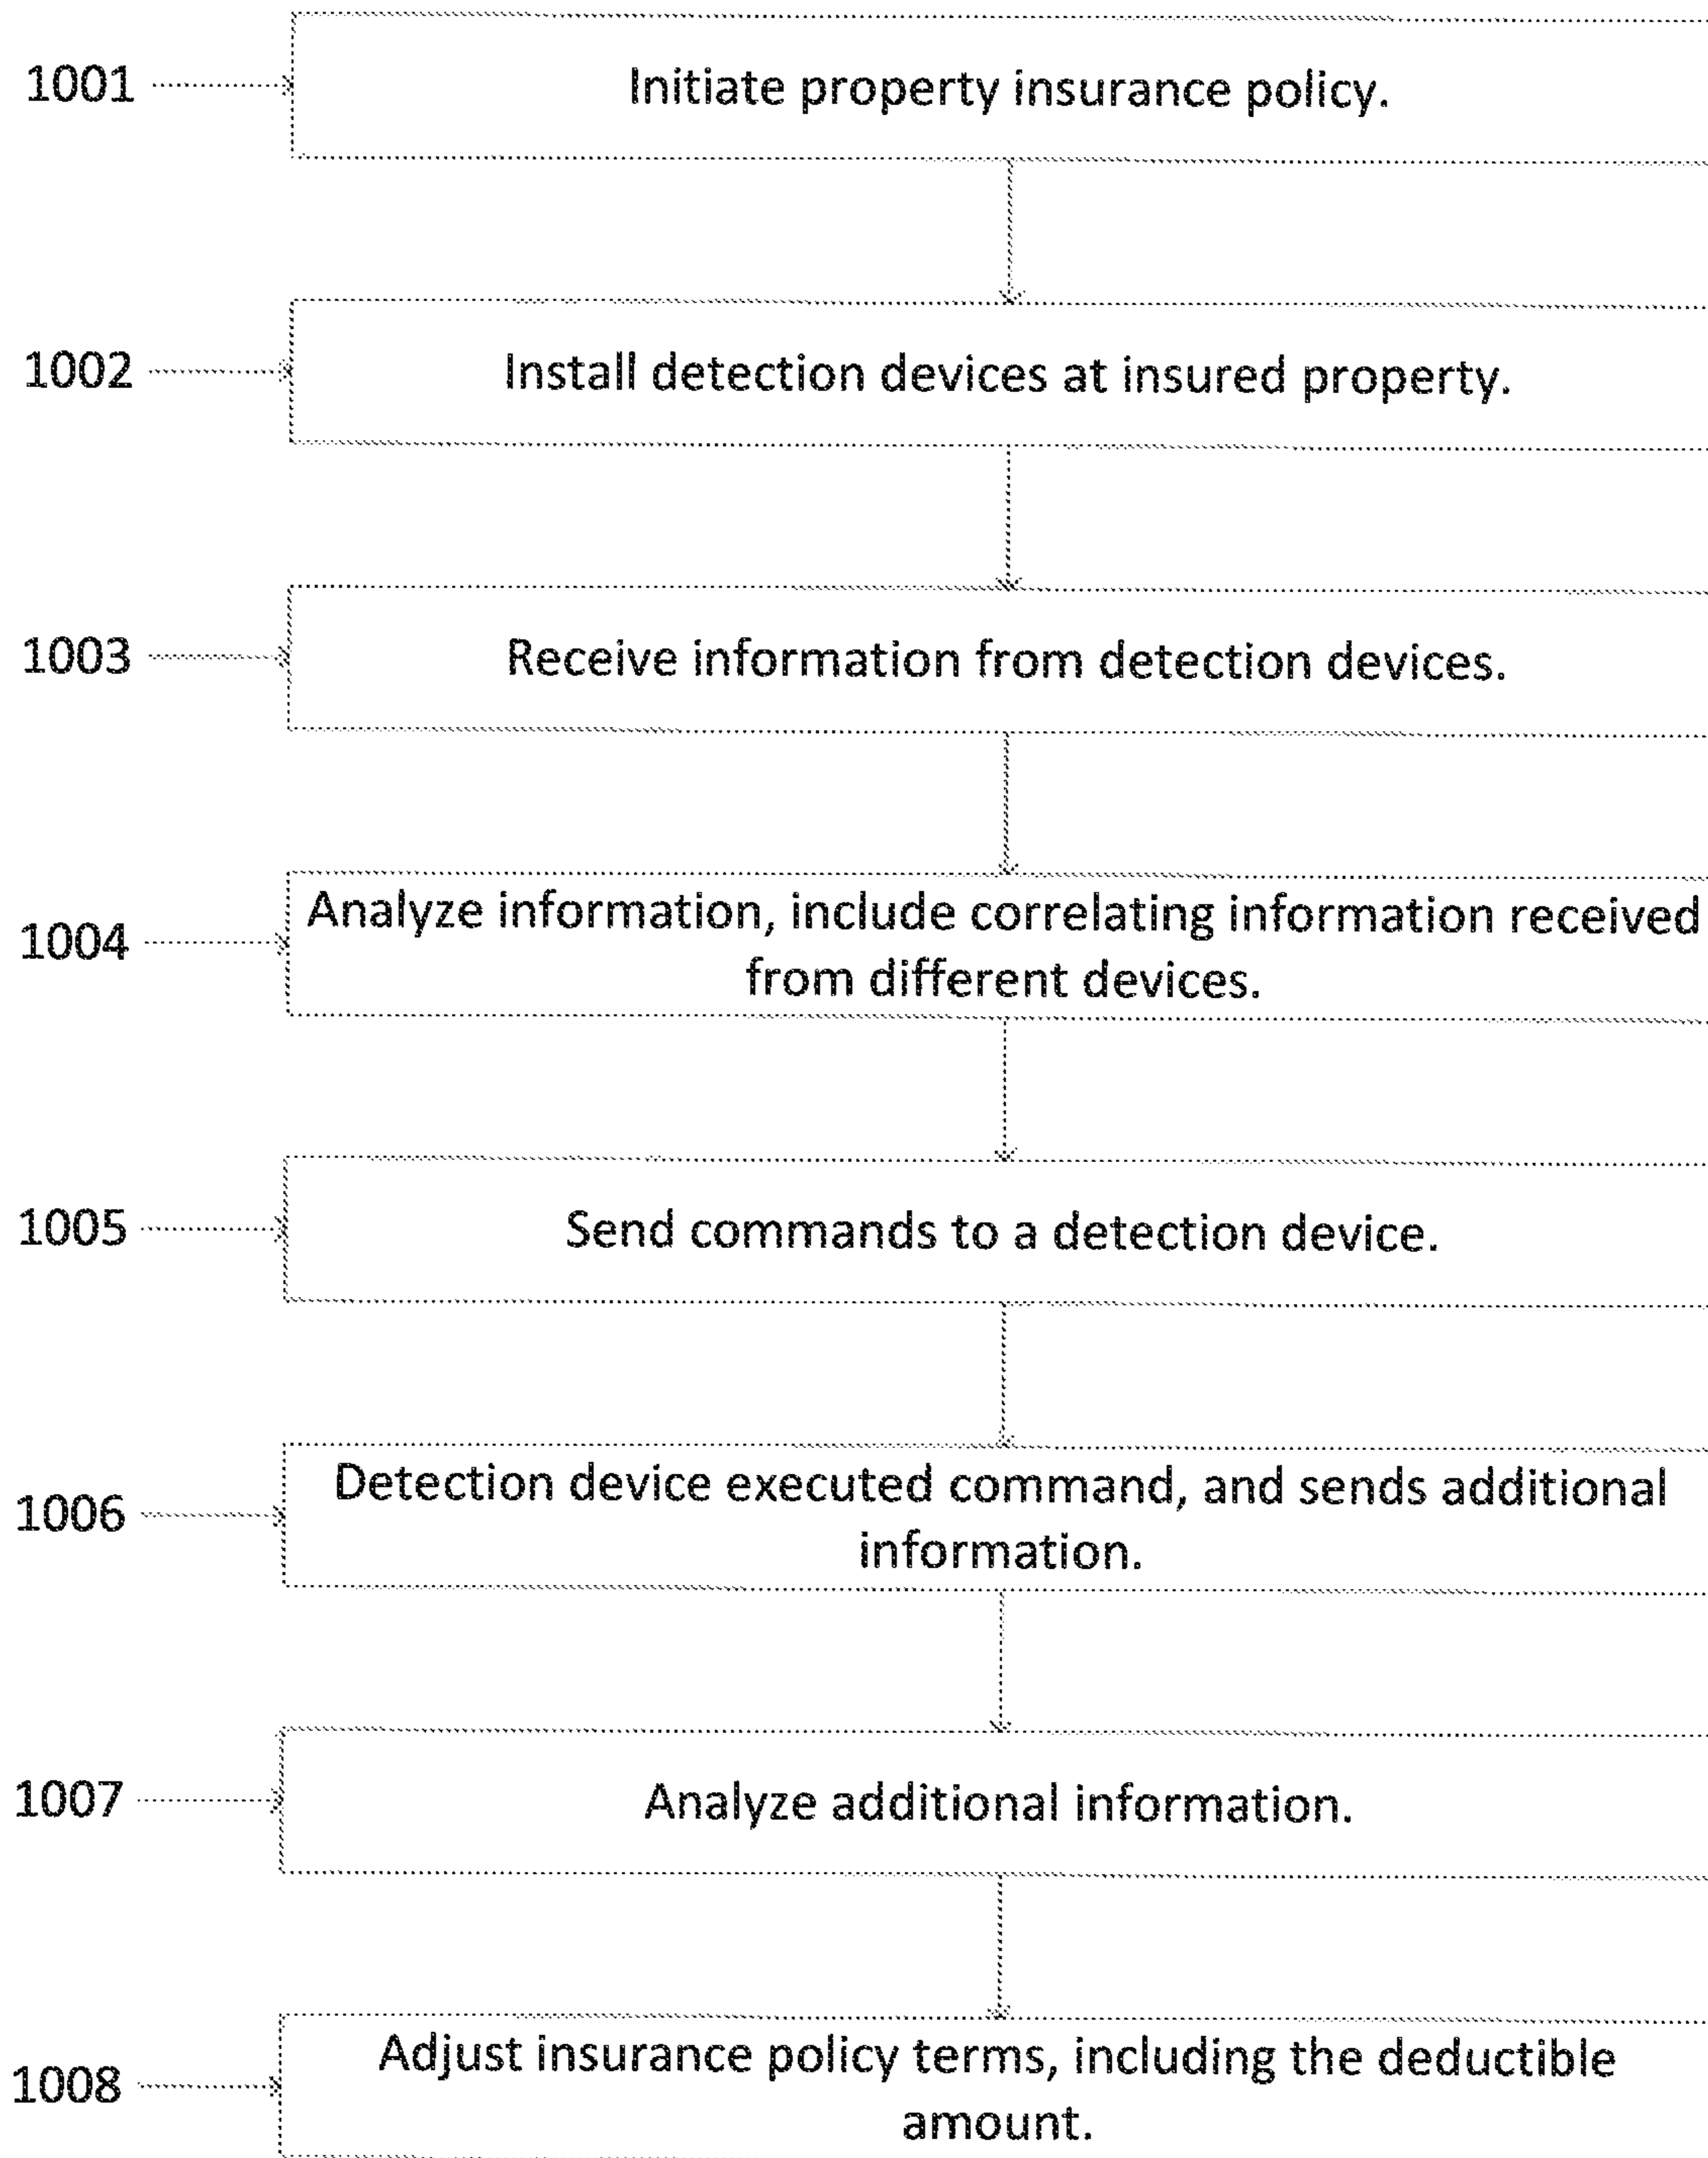 1001
Initiate property insurance policy.
1002
Install detection devices at insured property.
1003
Receive information from detection devices.
1004
Analyze information, include correlating information received
from different devices.
1005
Send commands to a detection device.
1006
Detection device executed command, and sends additional
information.
1007
Analyze additional information.
1008
Adjust insurance policy terms, including the deductible
amount.